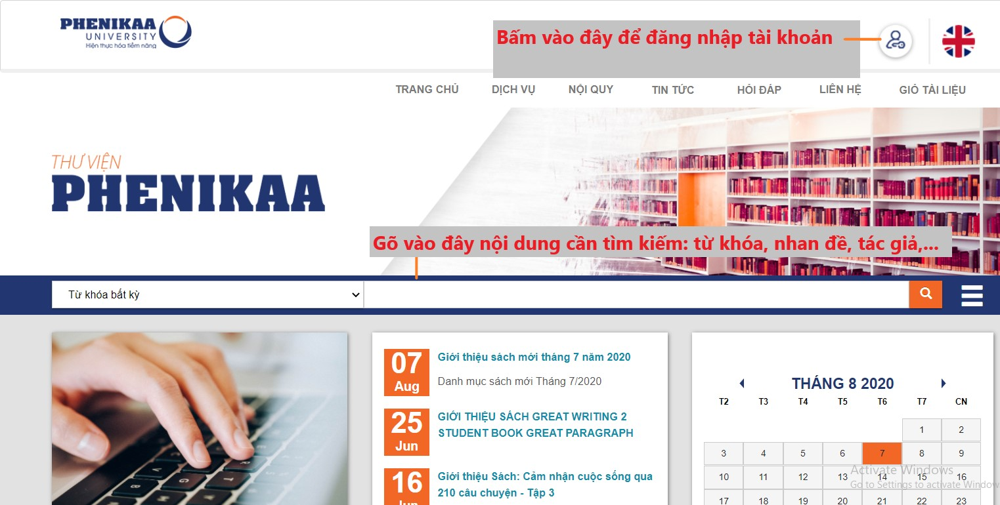 PHENIKAA
UNIVERSITY
Hiện thực hóa tiềm năng
Bấm vào đây để đăng nhập tài khoản
TRANG CHỦ DỊCH VỤ NỘI QUY TIN TỨC HỎI ĐÁP LIÊN HỆ GIỎ TÀI LIỆU
THƯ VIỆN
PHENIKAA
Gõ vào đây nội dung cần tìm kiếm: từ khóa, nhan đề, tác giả,...
Từ khóa bất kỳ
07
Aug
Giới thiệu sách mới tháng 7 năm 2020
Danh mục sách mới Tháng 7/2020
25
Jun
GIỚI THIỆU SÁCH GREAT WRITING 2
STUDENT BOOK GREAT PARAGRAPH
16
Jun
Giới thiệu Sách: Cảm nhận cuộc sống qua
210 câu chuyện - Tập 3
THÁNG 8 2020
T2 T3 T4 T5 T6 T7 CN
1 2
3 4 5 6 7 8 9
10 11 12 13 14 15 16
17 18 19 20 21 22 23
Activate Windows
Go to Settings to activate Window